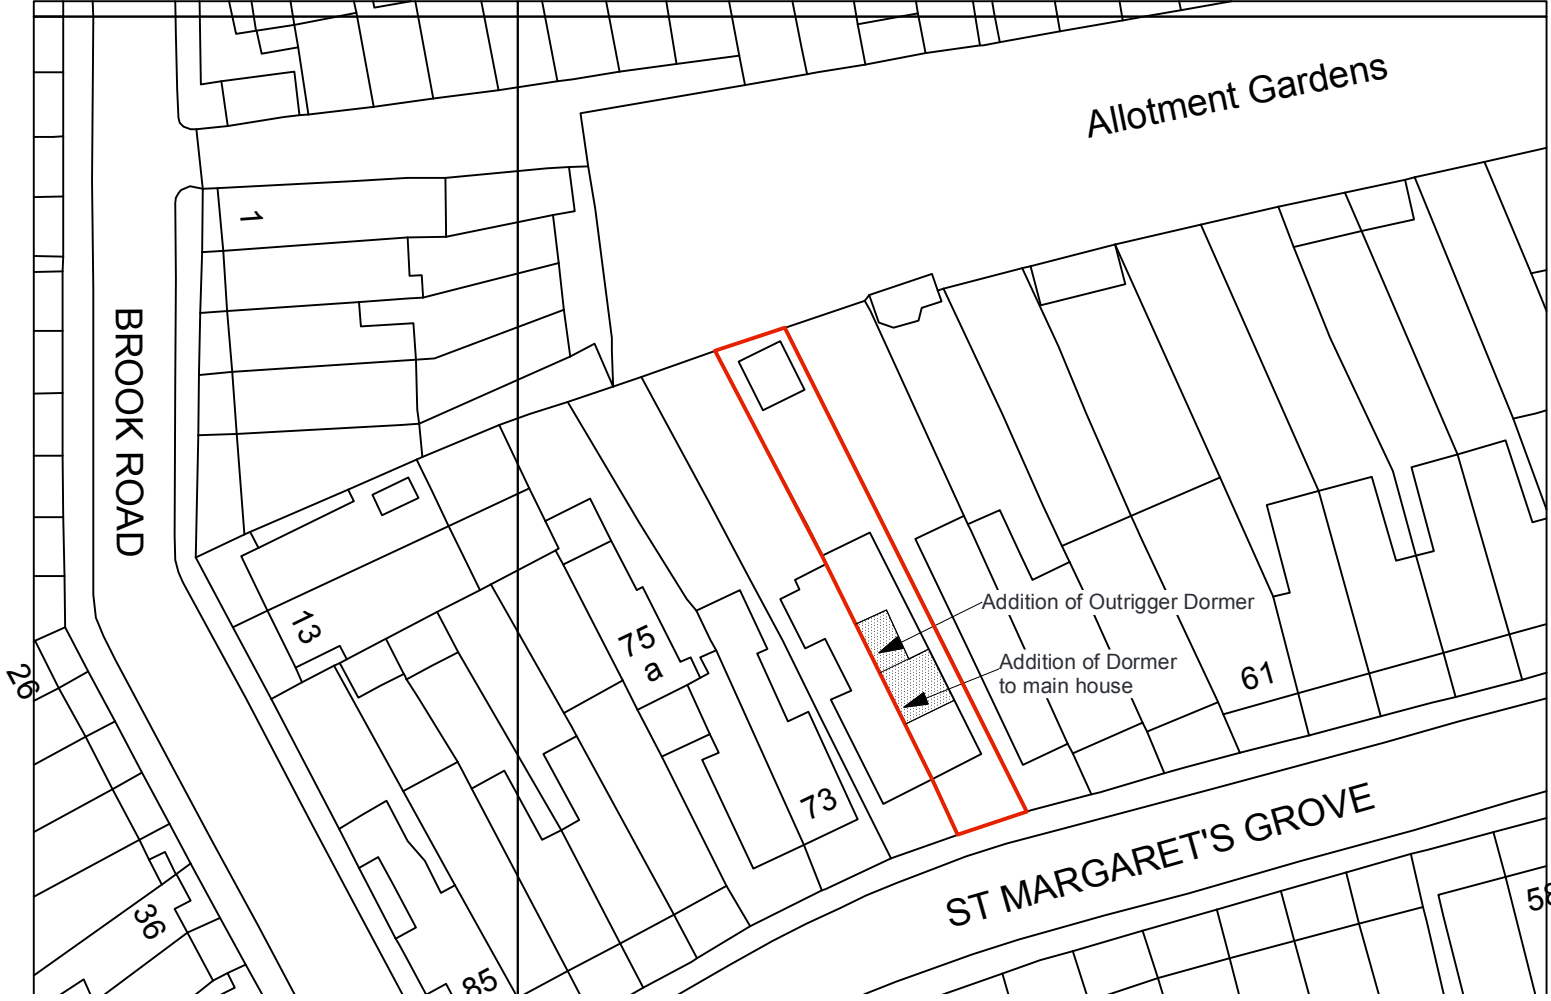 Allotment Gardens
1
BROOK ROAD
13
75
a
Addition of Outrigger Dormer
Addition of Dormer
to main house
61
26
73
ST MARGARET'S GROVE
36
58
85